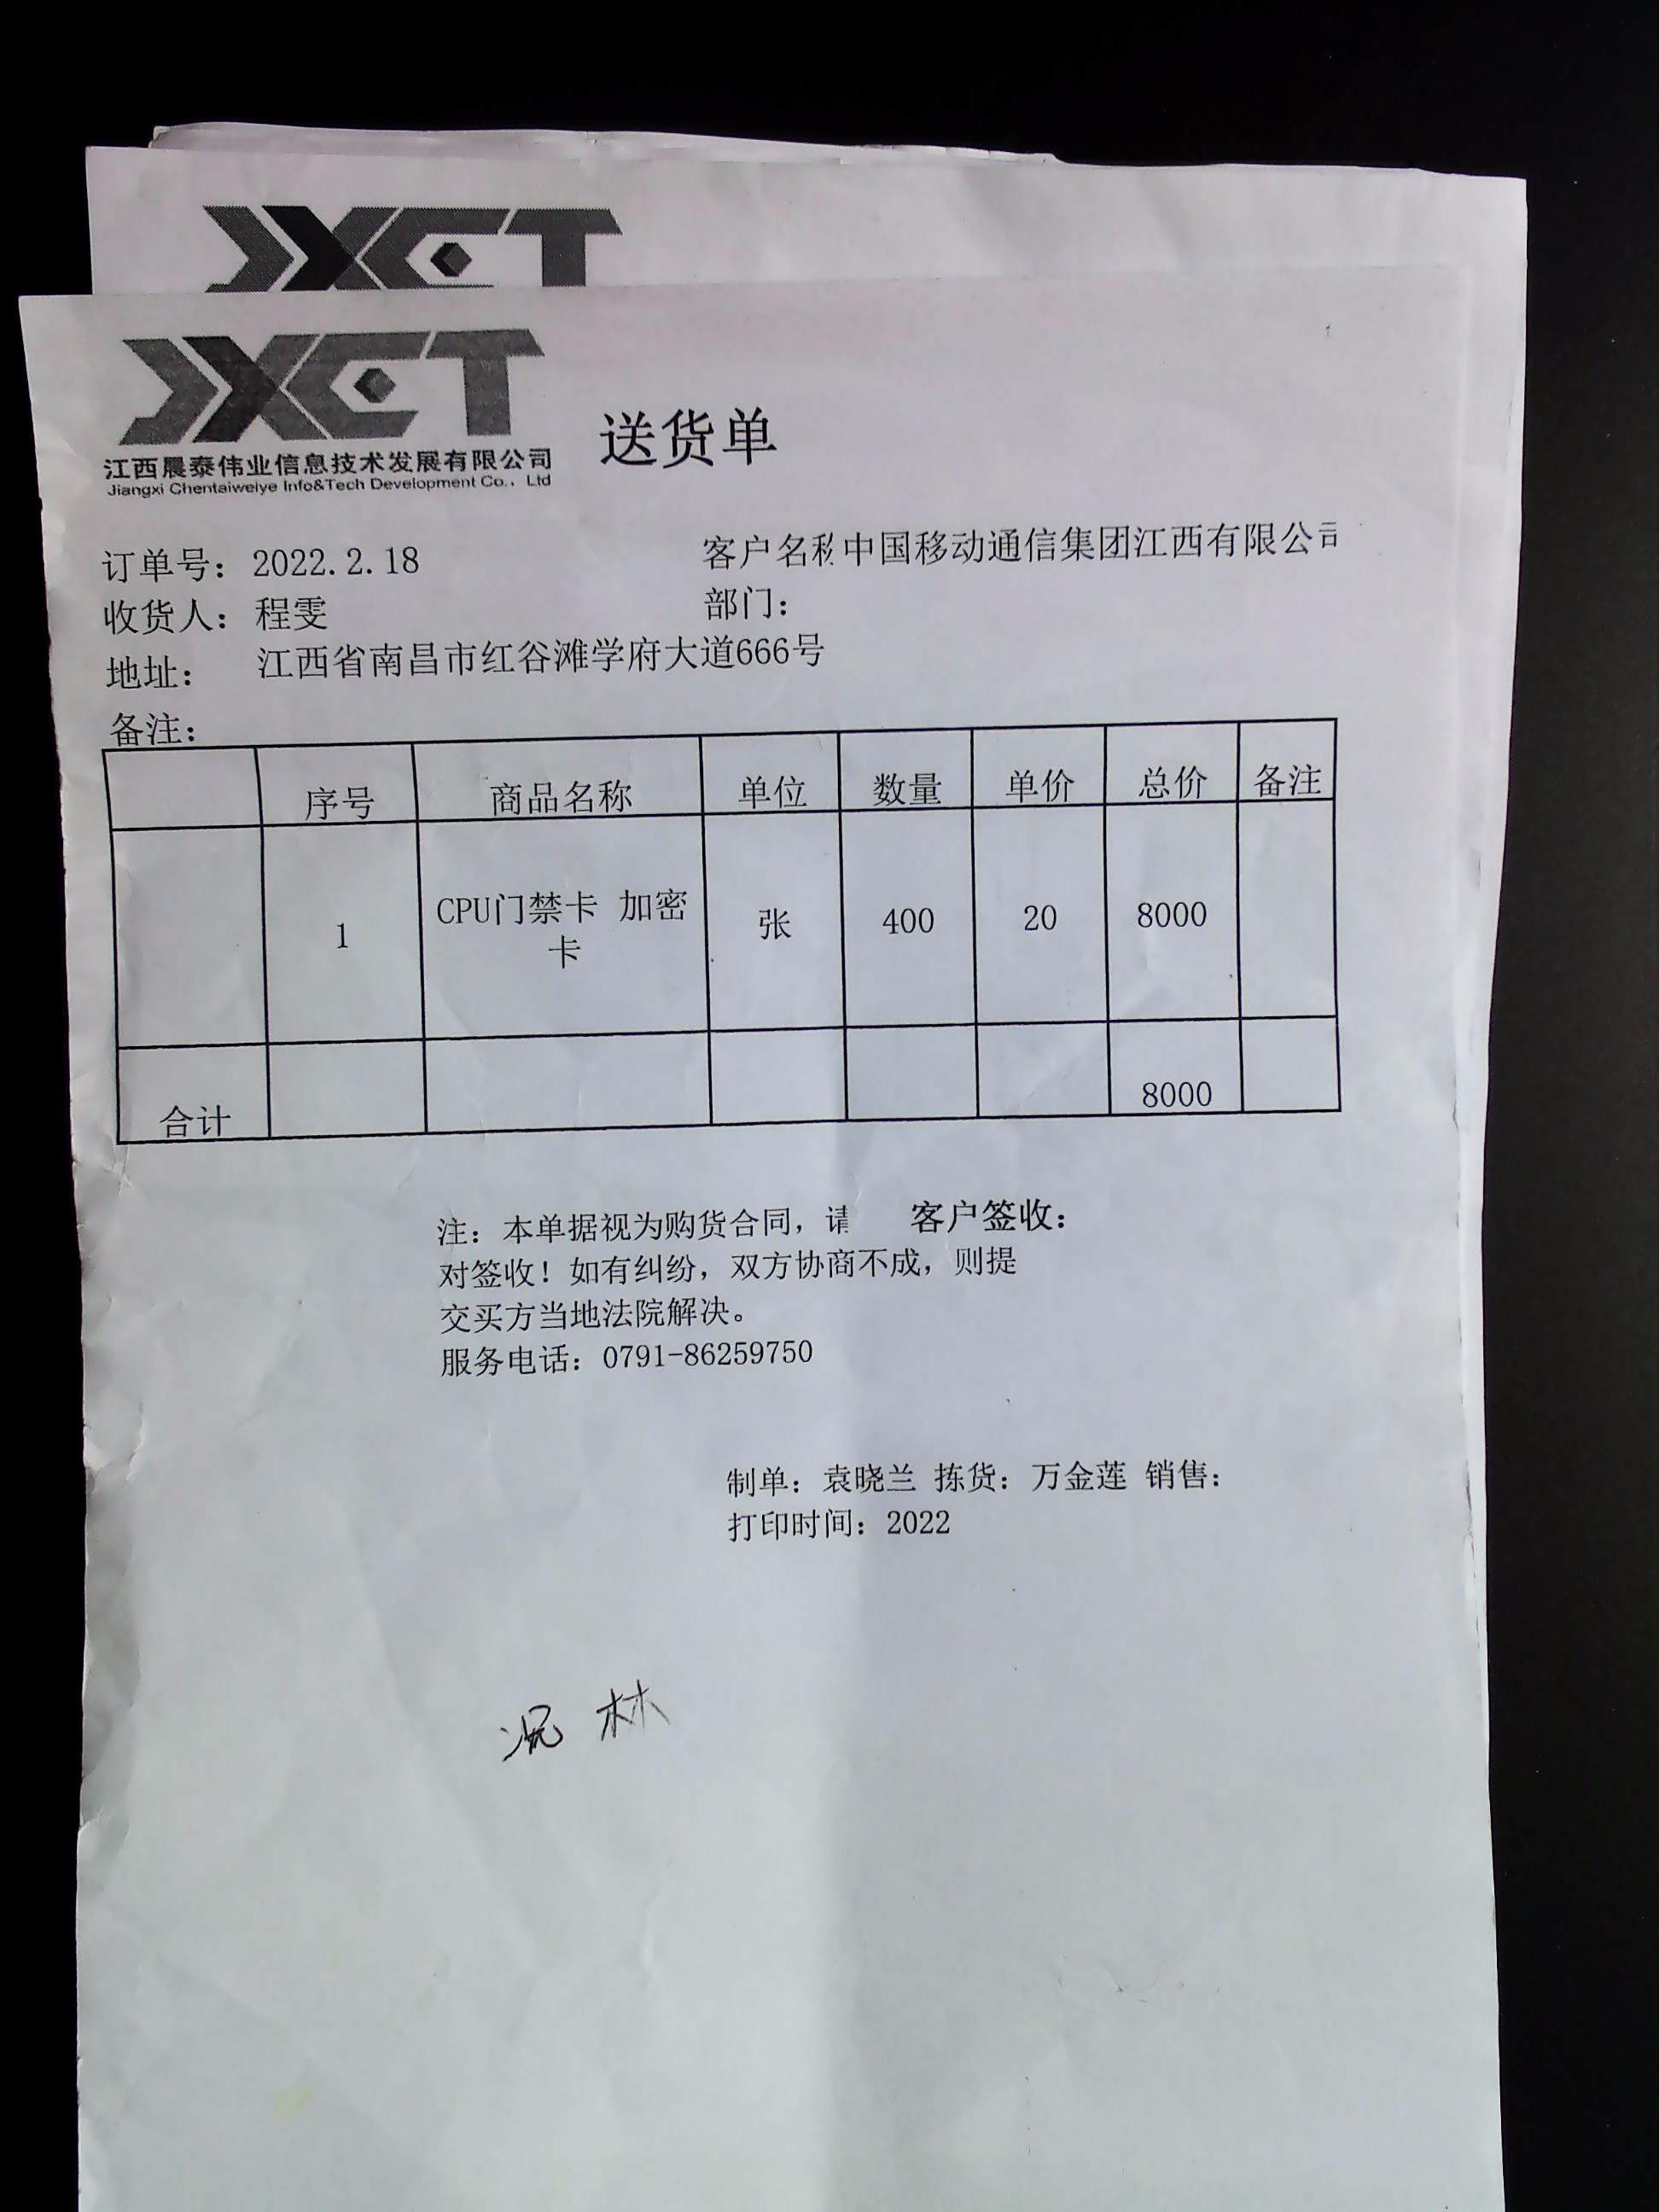 JXCT
JXCT
江西晨泰伟业信息技术发展有限公司
Jiangxi Chentaiweiye Info&Tech Development Co., Ltd
送货单
订单号：2022.2.18 客户名称中国移动通信集团江西有限公司
收货人：程雯 部门：
地址： 江西省南昌市红谷滩学府大道666号
备注：
序号 商品名称 单位 数量 单价 总价 备注
1 CPU门禁卡 加密卡 张 400 20 8000
合计 8000
注：本单据视为购货合同，请 客户签收：
对签收！如有纠纷，双方协商不成，则提
交买方当地法院解决。
服务电话：0791-86259750
制单：袁晓兰 拣货：万金莲 销售：
打印时间：2022
况林